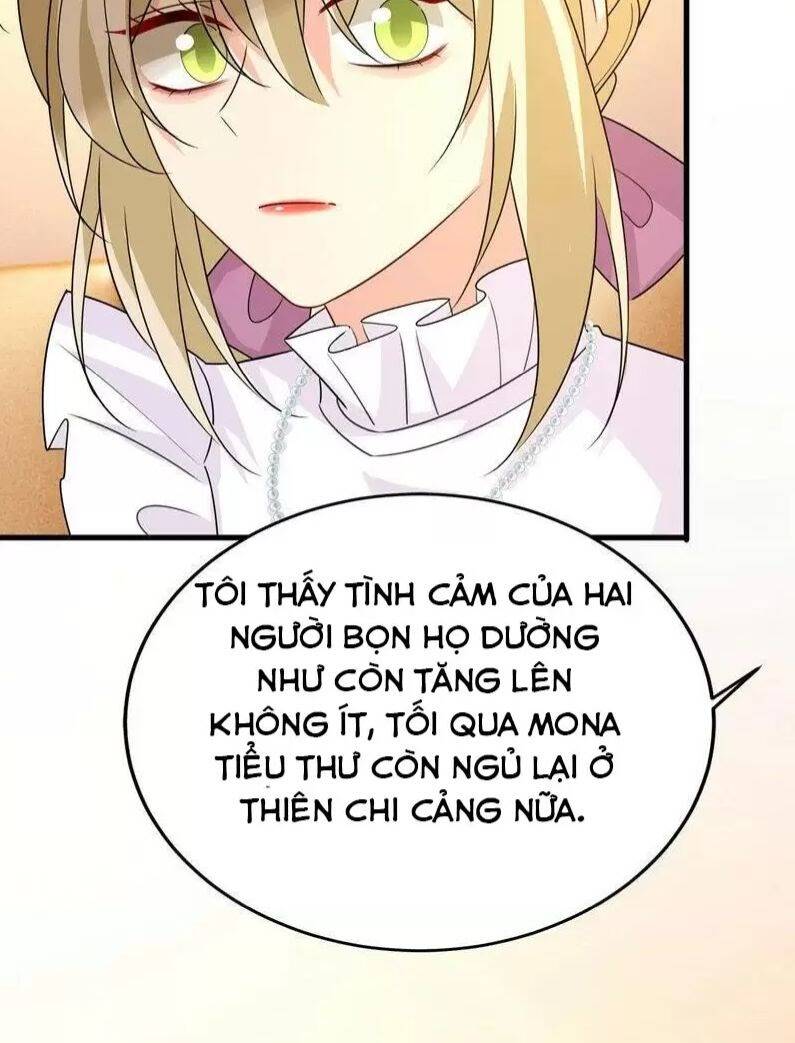 TÔI THẤY TÌNH CẢM CỦA HAI
NGƯỜI BỌN HỌ DƯỜNG
NHƯ CÒN TĂNG LÊN
KHÔNG ÍT, TỐI QUA MONA
TIỂU THƯ CÒN NGỦ LẠI Ở
THIÊN CHI CẢNG NỮA.